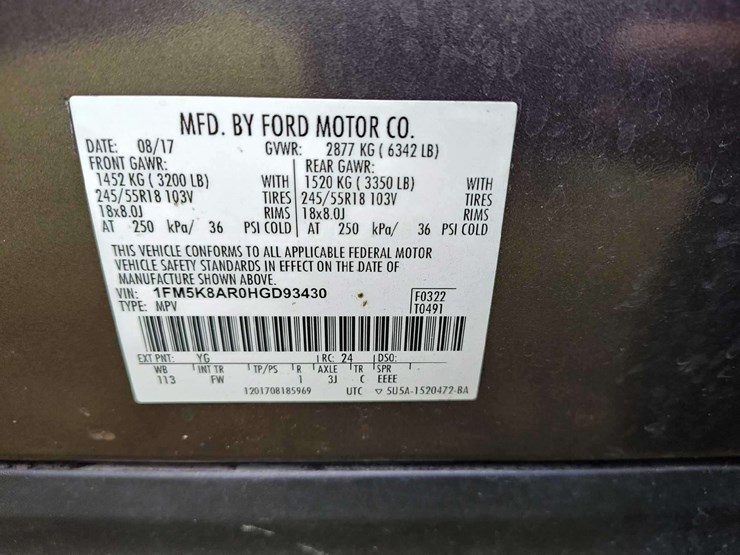 MFD. BY FORD MOTOR CO.
DATE: 08/17 GVWR: 2877 KG ( 6342 LB)
FRONT GAWR: REAR GAWR:
1452 KG ( 3200 LB) WITH 1520 KG ( 3350 LB) WITH
245/55R18 103V TIRES 245/55R18 103V TIRES
18x8.0J RIMS 18x8.0J RIMS
AT 250 kPa/ 36 PSI COLD AT 250 kPa/ 36 PSI COLD
THIS VEHICLE CONFORMS TO ALL APPLICABLE FEDERAL MOTOR
VEHICLE SAFETY STANDARDS IN EFFECT ON THE DATE OF
MANUFACTURE SHOWN ABOVE.
VIN: 1FM5K8AR0HGD93430 F0322
TYPE: MPV T0491
EXT PNT: YG RC: 24 DSO:
WB INT TR TP/PS R AXLE TR SPR
113 FW 1 3J C EEEE
1201708185969 UTC ▽ 5U5A-1520472-BA